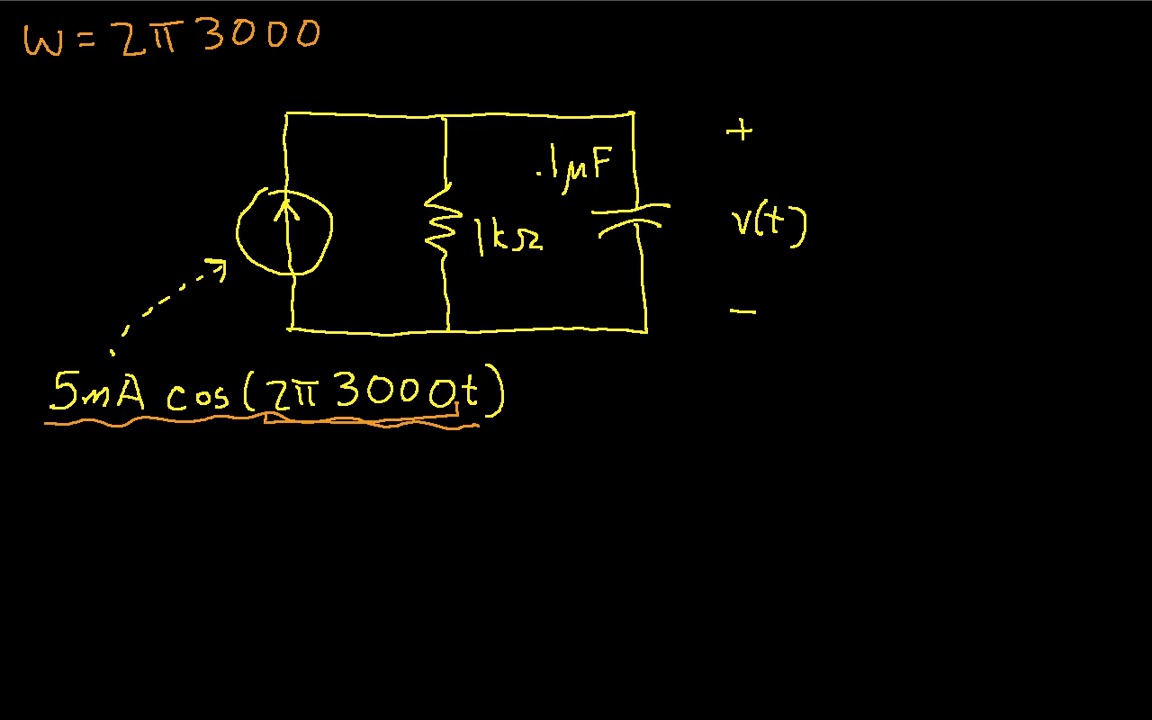 w = 2π 3000
+
.1μF
v(t)
1kΩ
-
5mA cos(2π 3000t)